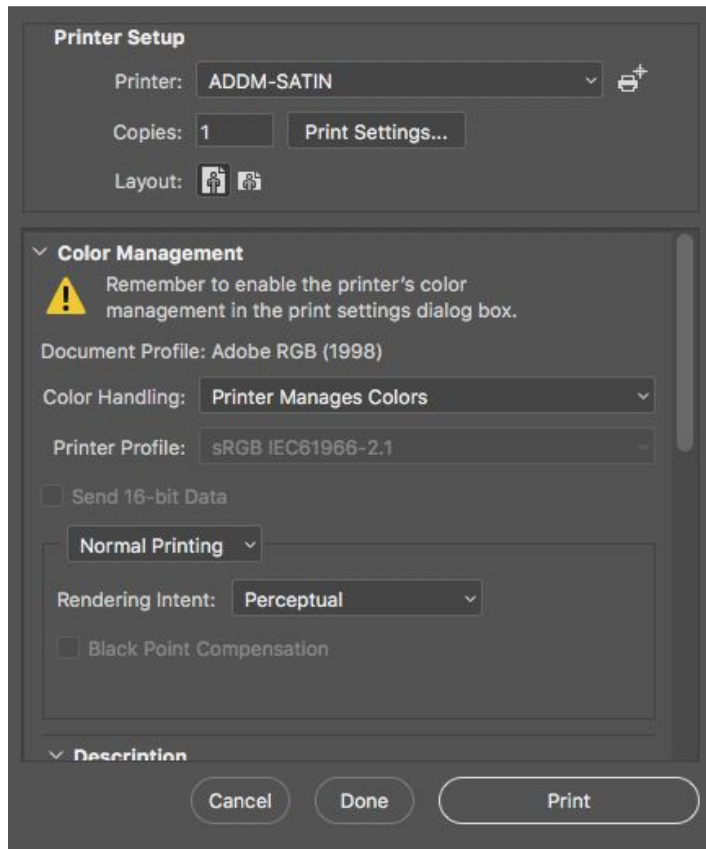 Printer Setup
Printer: ADDM-SATIN
Copies: 1 Print Settings...
Layout:
Color Management
Remember to enable the printer's color
management in the print settings dialog box.
Document Profile: Adobe RGB (1998)
Color Handling: Printer Manages Colors
Printer Profile: sRGB IEC61966-2.1
Send 16-bit Data
Normal Printing
Rendering Intent: Perceptual
Black Point Compensation
Description
Cancel Done Print